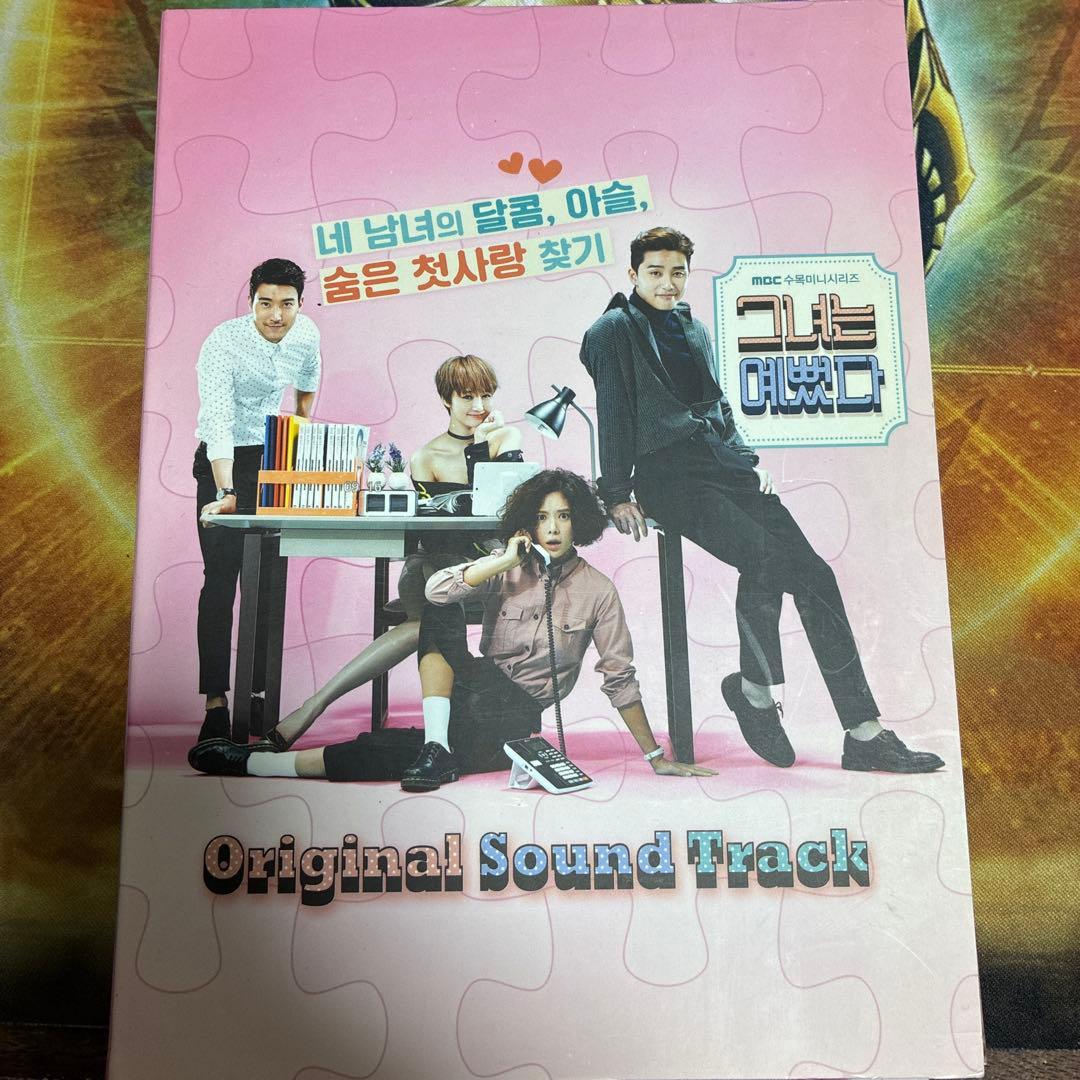 네 남녀의 달콤, 아슬,
숨은 첫사랑 찾기
MBC 수목미니시리즈
그녀는
예뻤다
Original Sound Track